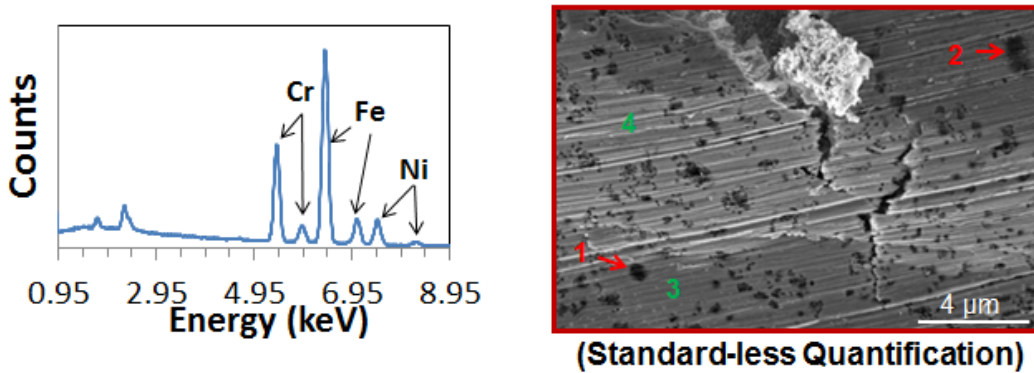 Counts
Cr
Fe
Ni
0.95 2.95 4.95 6.95 8.95
Energy (keV)
1
2
3
4
4 µm
(Standard-less Quantification)